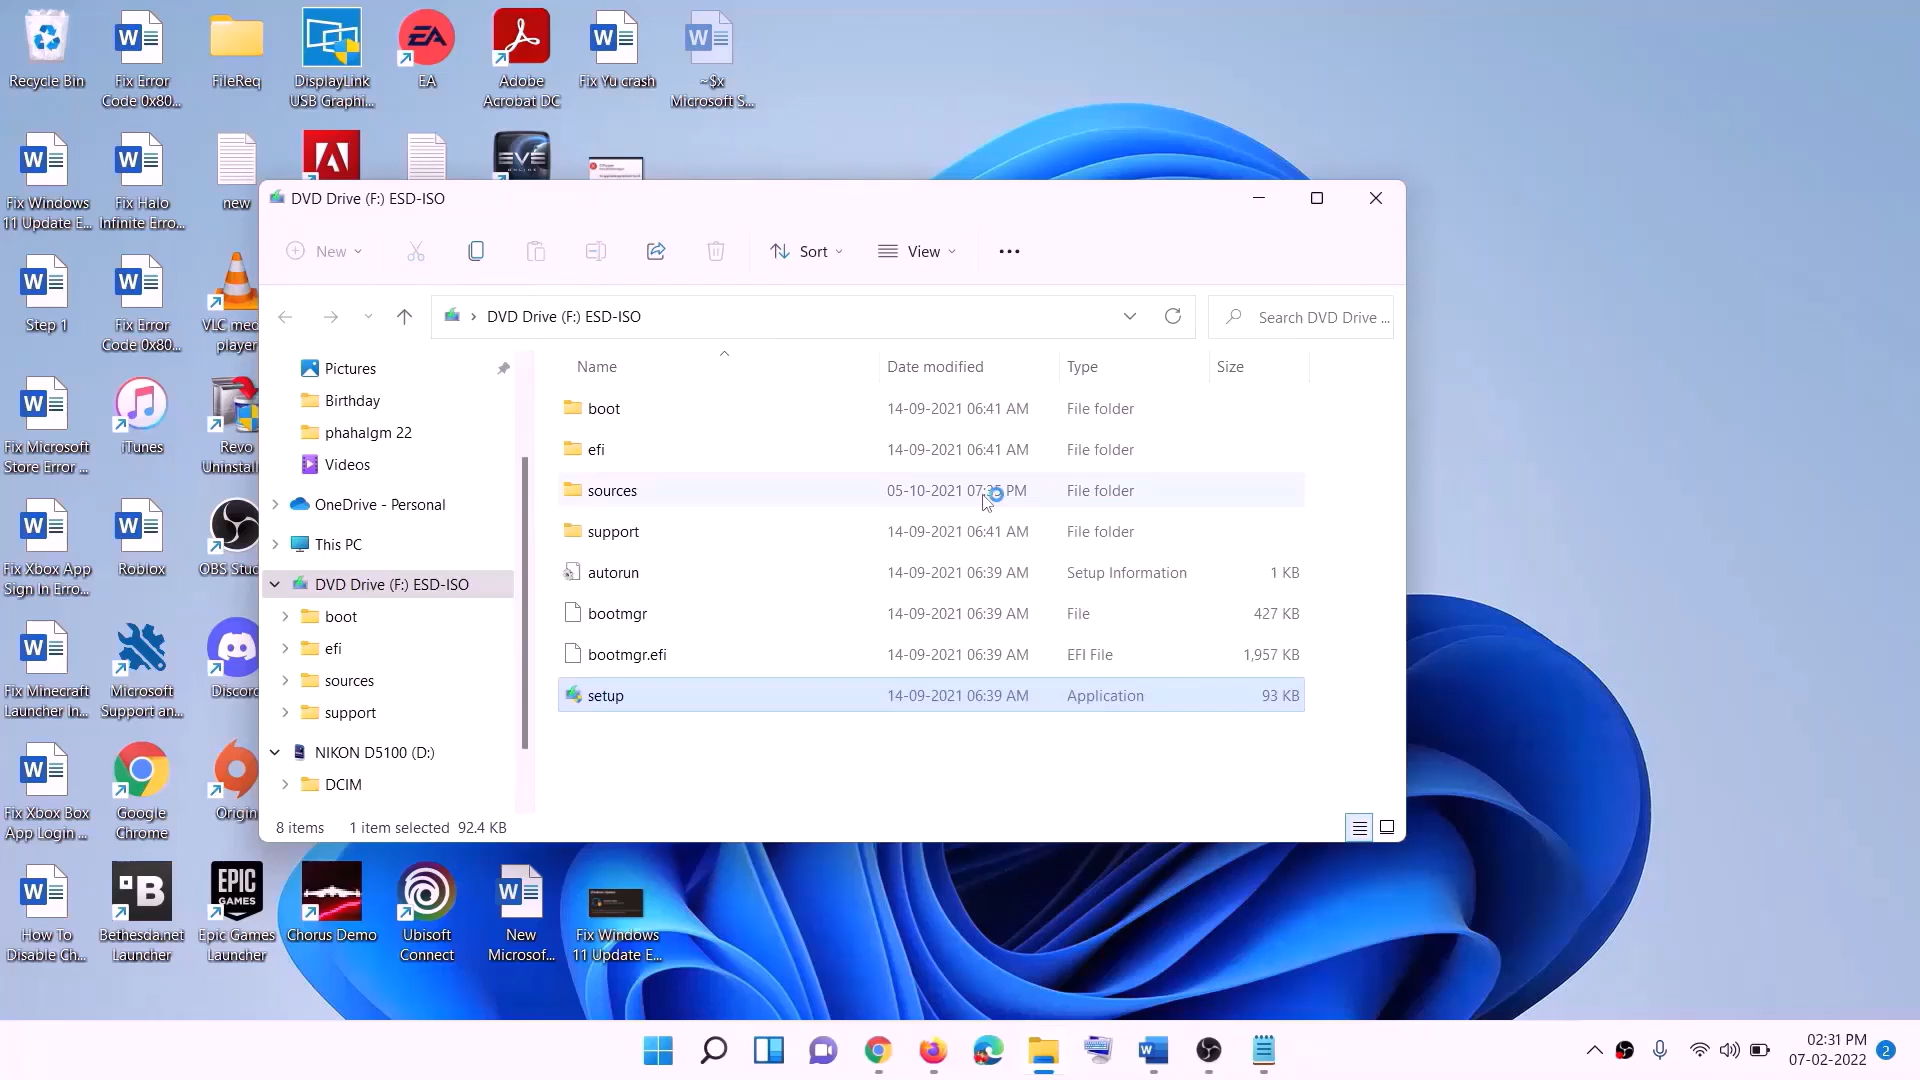 Recycle Bin
Fix Error
Code 0x80...
FileReq
DisplayLink
USB Graphi...
EA
Adobe
Acrobat DC
Fix Yu crash
~$x
Microsoft S...
Fix Windows
11 Update E...
Fix Halo
Infinite Erro...
new
EVE
ONLINE
Step 1
Fix Error
Code 0x80...
VLC med
player
Fix Microsoft
Store Error ...
iTunes
Revo
Uninstall
Fix Xbox App
Sign In Erro...
Roblox
OBS Stud
Fix Minecraft
Launcher In...
Microsoft
Support an...
Discord
Fix Xbox Box
App Login ...
Google
Chrome
Origin
How To
Disable Ch...
Bethesda.net
Launcher
EPIC
GAMES
Epic Games
Launcher
Chorus Demo
Ubisoft
Connect
New
Microsof...
Fix Windows
11 Update E...
DVD Drive (F:) ESD-ISO
New
Sort
View
DVD Drive (F:) ESD-ISO
Search DVD Drive ...
Pictures
Birthday
phahalgm 22
Videos
OneDrive - Personal
This PC
DVD Drive (F:) ESD-ISO
boot
efi
sources
support
NIKON D5100 (D:)
DCIM
Name Date modified Type Size
boot 14-09-2021 06:41 AM File folder
efi 14-09-2021 06:41 AM File folder
sources 05-10-2021 PM File folder
support 14-09-2021 06:41 AM File folder
autorun 14-09-2021 06:39 AM Setup Information 1 KB
bootmgr 14-09-2021 06:39 AM File 427 KB
bootmgr.efi 14-09-2021 06:39 AM EFI File 1,957 KB
setup 14-09-2021 06:39 AM Application 93 KB
8 items 1 item selected 92.4 KB
02:31 PM
07-02-2022
2